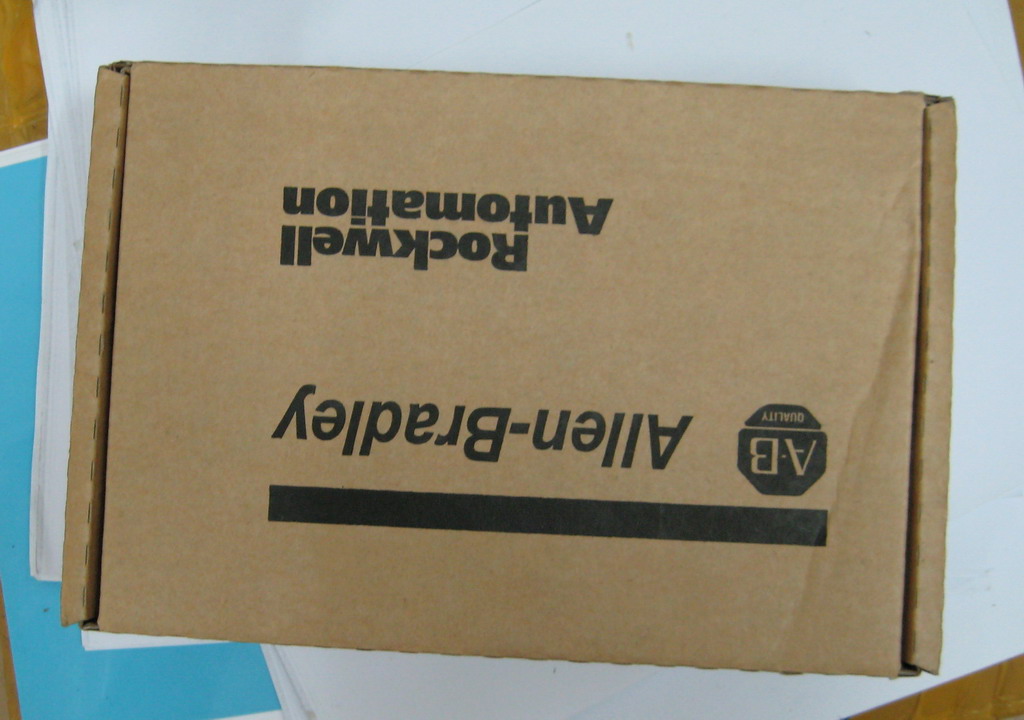 A·B
QUALITY
Allen-Bradley
Rockwell
Automation